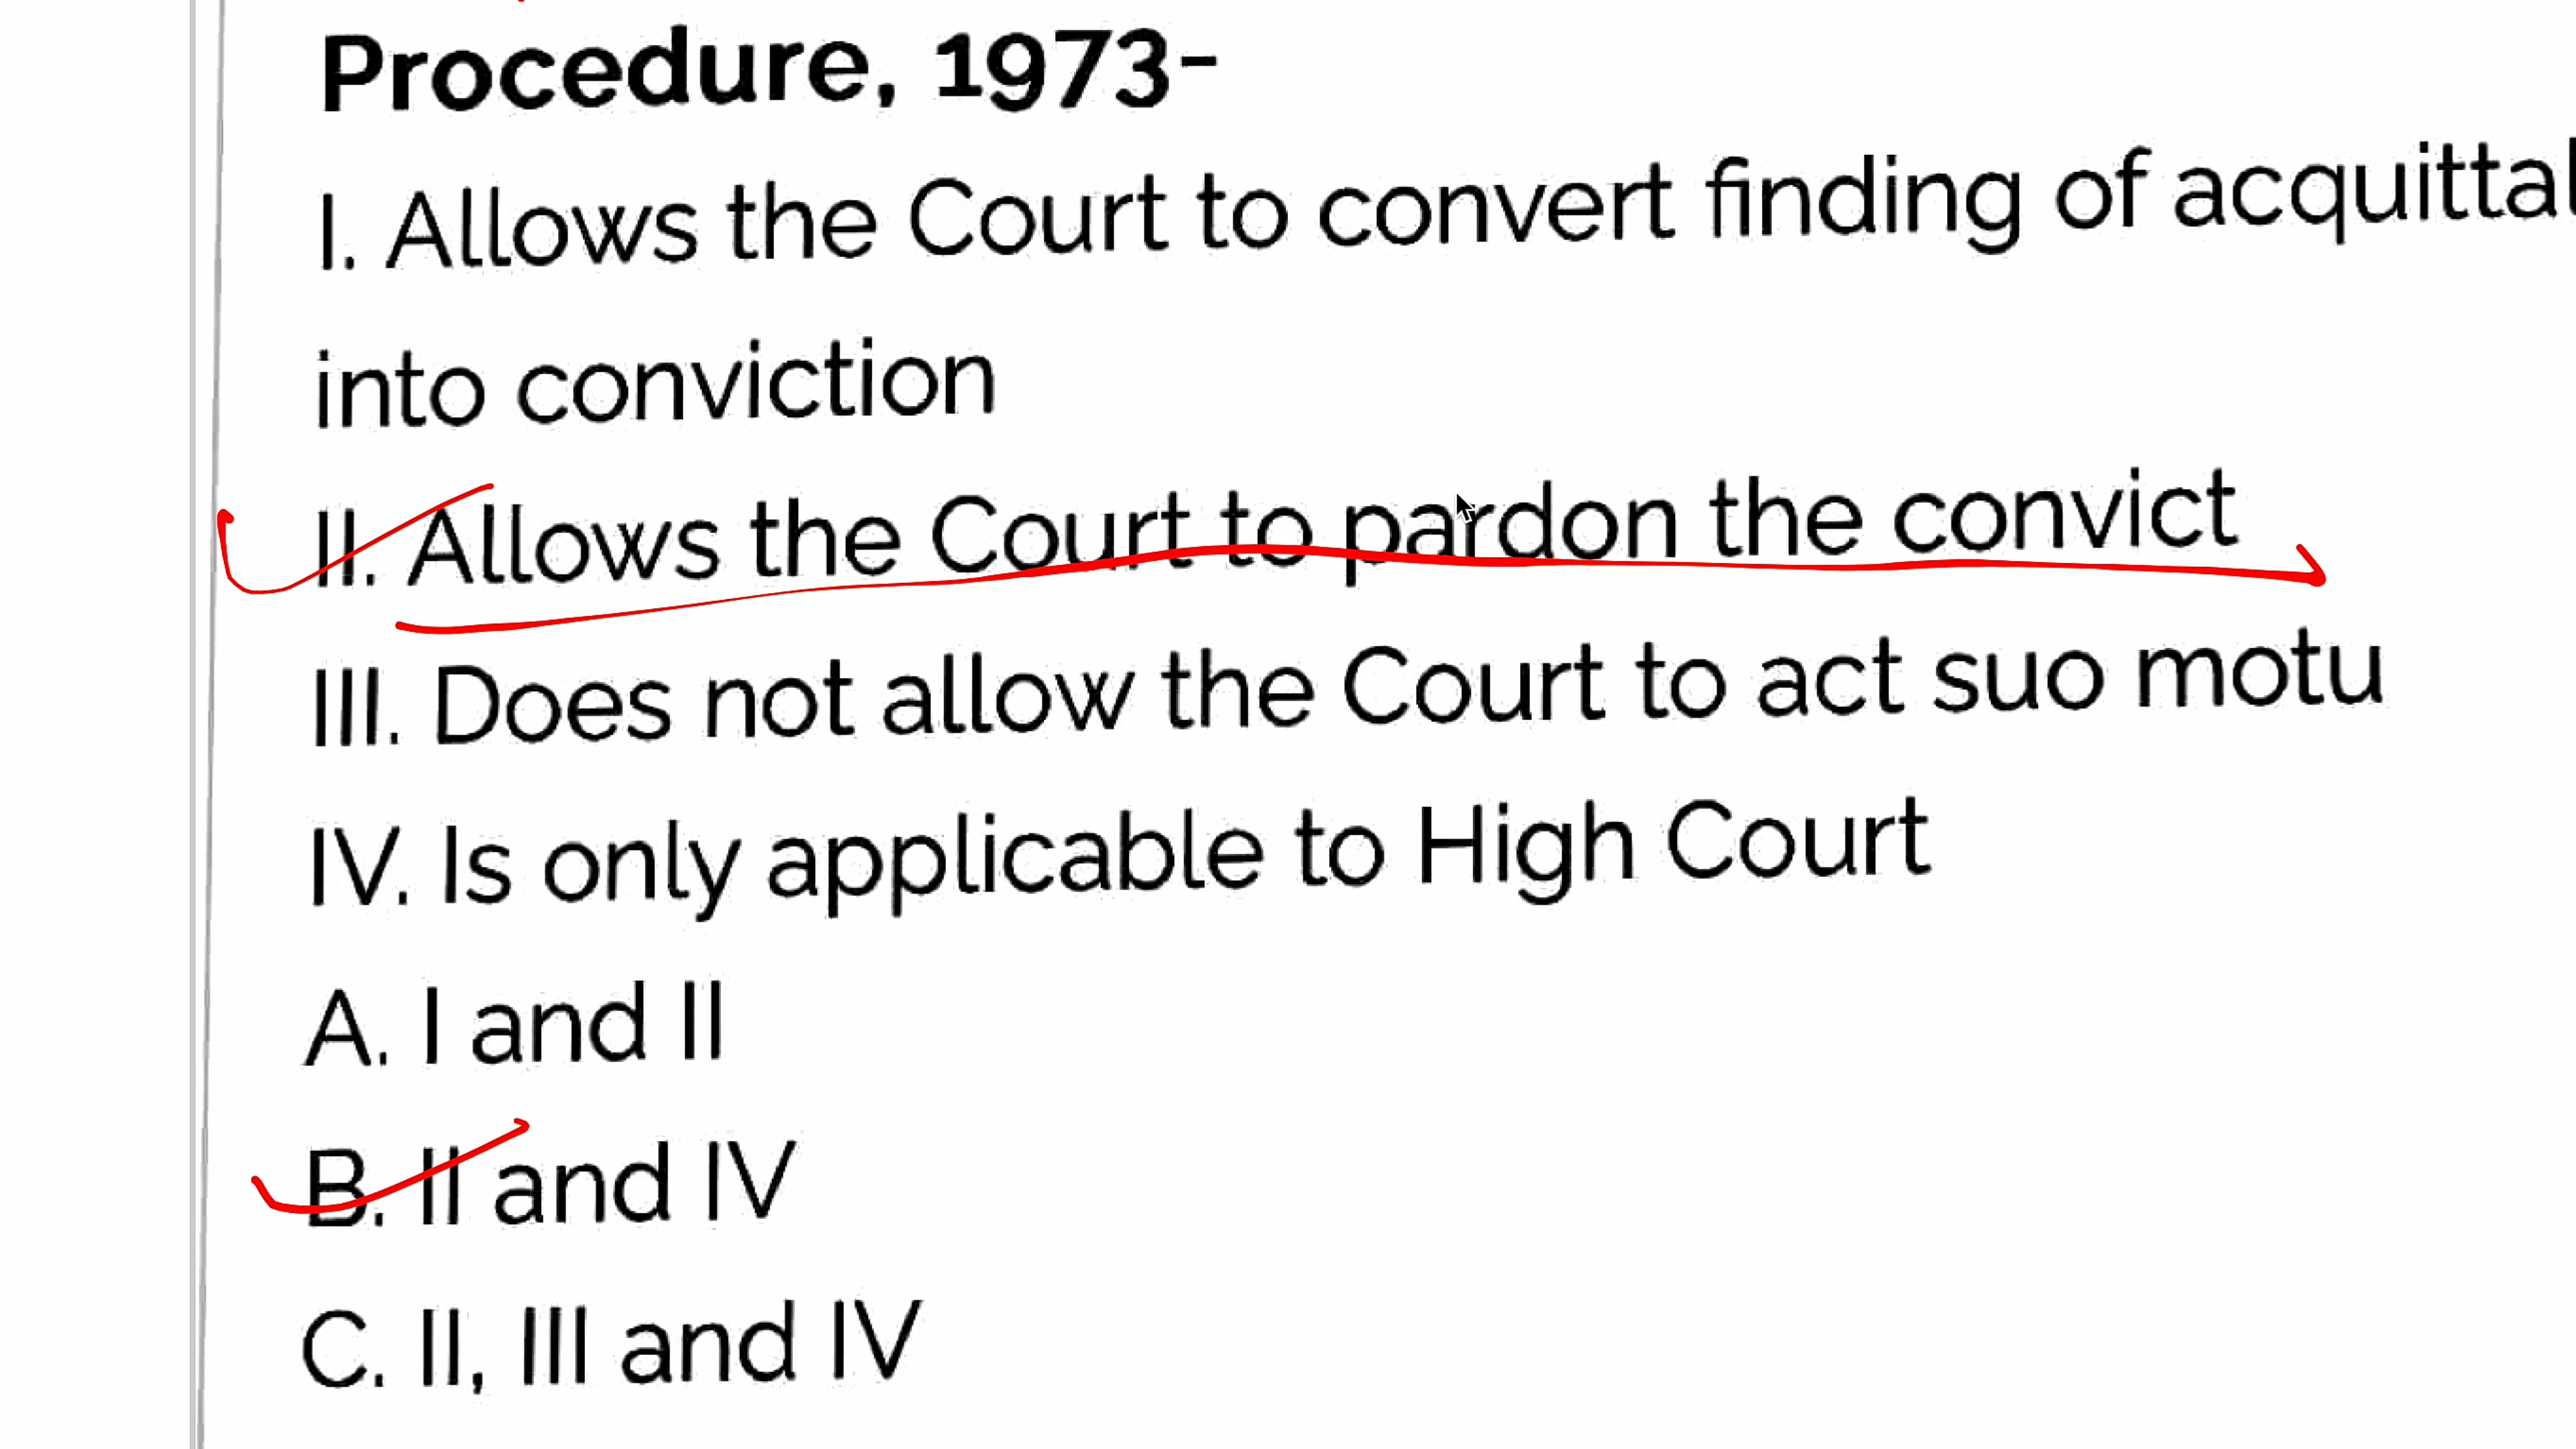 Procedure, 1973-
I. Allows the Court to convert finding of acquittal
into conviction
II. Allows the Court to pardon the convict
III. Does not allow the Court to act suo motu
IV. Is only applicable to High Court
A. I and II
B. II and IV
C. II, III and IV